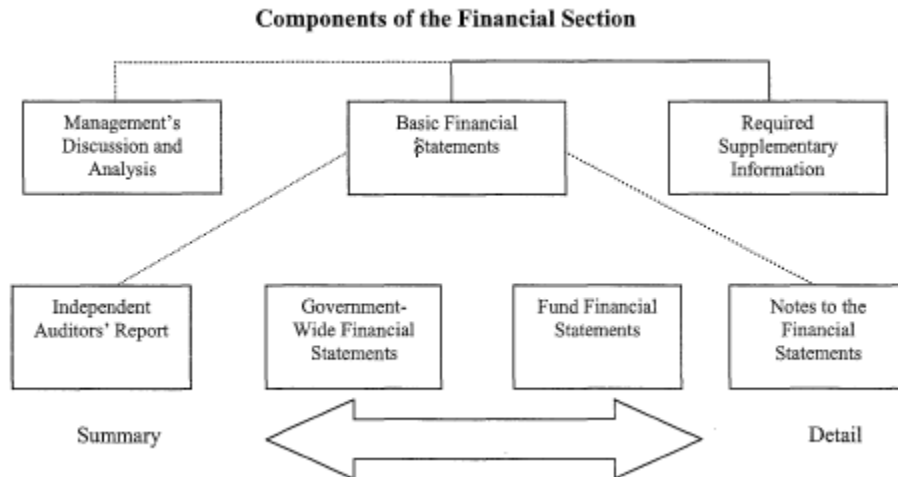 Components of the Financial Section
Management's
Discussion and
Analysis
Basic Financial
Statements
Required
Supplementary
Information
Independent
Auditors' Report
Government-
Wide Financial
Statements
Fund Financial
Statements
Notes to the
Financial
Statements
Summary
Detail